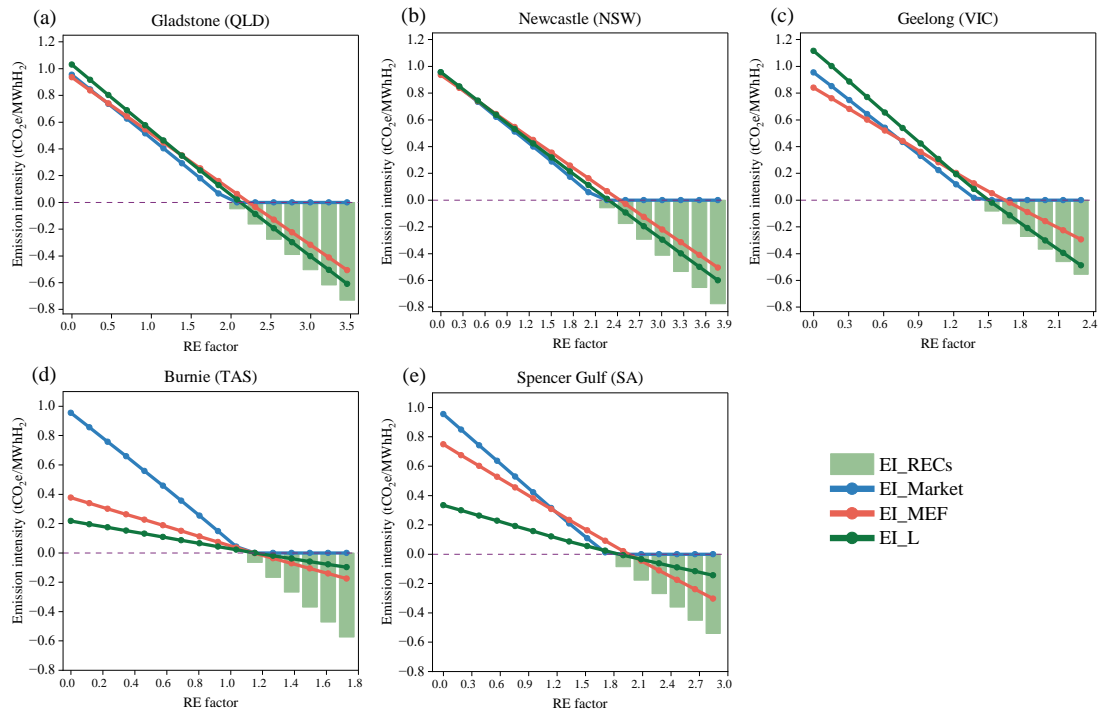 (a)
Gladstone (QLD)
Emission intensity (tCO₂e/MWhH₂)
1.2
1.0
0.8
0.6
0.4
0.2
0.0
−0.2
−0.4
−0.6
−0.8
0.0 0.5 1.0 1.5 2.0 2.5 3.0 3.5
RE factor
(b)
Newcastle (NSW)
Emission intensity (tCO₂e/MWhH₂)
1.2
1.0
0.8
0.6
0.4
0.2
0.0
−0.2
−0.4
−0.6
−0.8
0.0 0.3 0.6 0.9 1.2 1.5 1.8 2.1 2.4 2.7 3.0 3.3 3.6 3.9
RE factor
(c)
Geelong (VIC)
Emission intensity (tCO₂e/MWhH₂)
1.2
1.0
0.8
0.6
0.4
0.2
0.0
−0.2
−0.4
−0.6
−0.8
0.0 0.3 0.6 0.9 1.2 1.5 1.8 2.1 2.4
RE factor
(d)
Burnie (TAS)
Emission intensity (tCO₂e/MWhH₂)
1.0
0.8
0.6
0.4
0.2
0.0
−0.2
−0.4
−0.6
−0.8
0.0 0.2 0.4 0.6 0.8 1.0 1.2 1.4 1.6 1.8
RE factor
(e)
Spencer Gulf (SA)
Emission intensity (tCO₂e/MWhH₂)
1.0
0.8
0.6
0.4
0.2
0.0
−0.2
−0.4
−0.6
−0.8
0.0 0.3 0.6 0.9 1.2 1.5 1.8 2.1 2.4 2.7 3.0
RE factor
EI_RECs
EI_Market
EI_MEF
EI_L